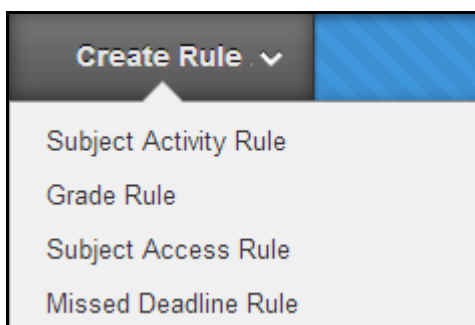 Create Rule
Subject Activity Rule
Grade Rule
Subject Access Rule
Missed Deadline Rule